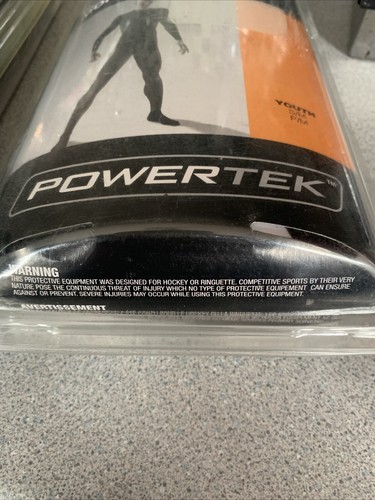 YOUTH
S/M
P/M
POWERTEK™
WARNING
THIS PROTECTIVE EQUIPMENT WAS DESIGNED FOR HOCKEY OR RINGUETTE. COMPETITIVE SPORTS BY THEIR VERY
NATURE POSE THE CONTINUOUS THREAT OF INJURY WHICH NO TYPE OF PROTECTIVE EQUIPEMENT CAN ENSURE
AGAINST OR PREVENT. SEVERE INJURIES MAY OCCUR WHILE USING THIS PROTECTIVE EQUIPMENT.
AVERTISSEMENT